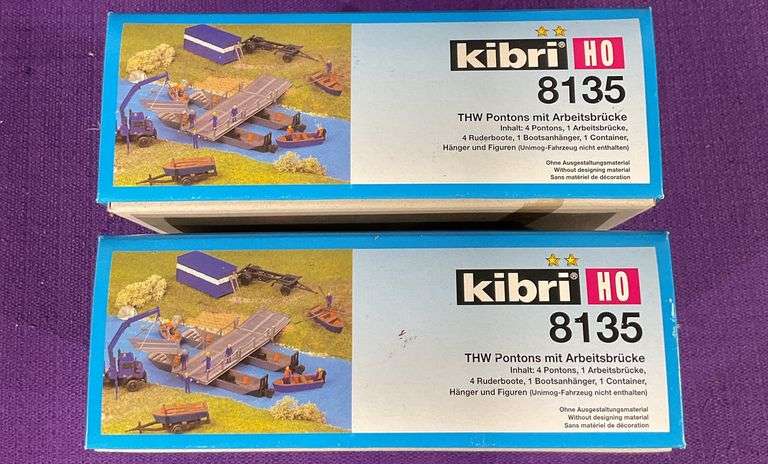 kibri® HO
8135
THW Pontons mit Arbeitsbrücke
Inhalt: 4 Pontons, 1 Arbeitsbrücke,
4 Ruderboote, 1 Bootsanhänger, 1 Container,
Hänger und Figuren (Unimog-Fahrzeug nicht enthalten)
Ohne Ausgestaltungsmaterial
Without designing material
Sans matériel de décoration
kibri® HO
8135
THW Pontons mit Arbeitsbrücke
Inhalt: 4 Pontons, 1 Arbeitsbrücke,
4 Ruderboote, 1 Bootsanhänger, 1 Container,
Hänger und Figuren (Unimog-Fahrzeug nicht enthalten)
Ohne Ausgestaltungsmaterial
Without designing material
Sans matériel de décoration